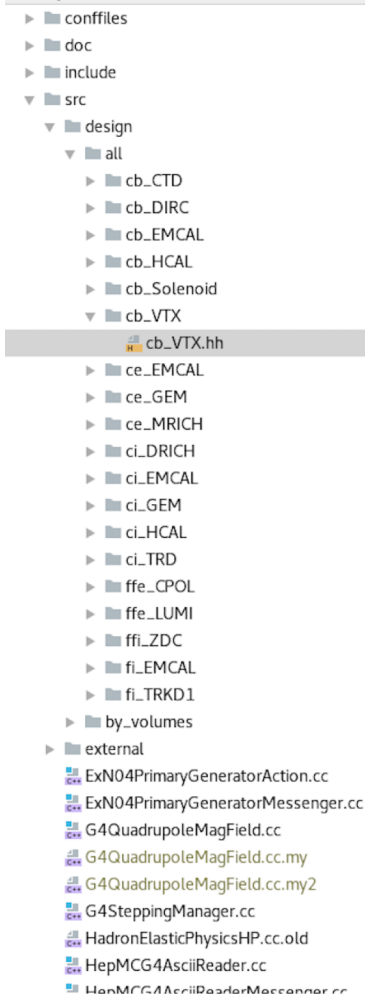 conffiles
doc
include
src
design
all
cb_CTD
cb_DIRC
cb_EMCAL
cb_HCAL
cb_Solenoid
cb_VTX
cb_VTX.hh
ce_EMCAL
ce_GEM
ce_MRICH
ci_DRICH
ci_EMCAL
ci_GEM
ci_HCAL
ci_TRD
ffe_CPOL
ffe_LUMI
ffi_ZDC
fi_EMCAL
fi_TRKD1
by_volumes
external
ExN04PrimaryGeneratorAction.cc
ExN04PrimaryGeneratorMessenger.cc
G4QuadrupoleMagField.cc
G4QuadrupoleMagField.cc.my
G4QuadrupoleMagField.cc.my2
G4SteppingManager.cc
HadronElasticPhysicsHP.cc.old
HepMCG4AsciiReader.cc
HepMCG4AsciiReaderMessenger.cc